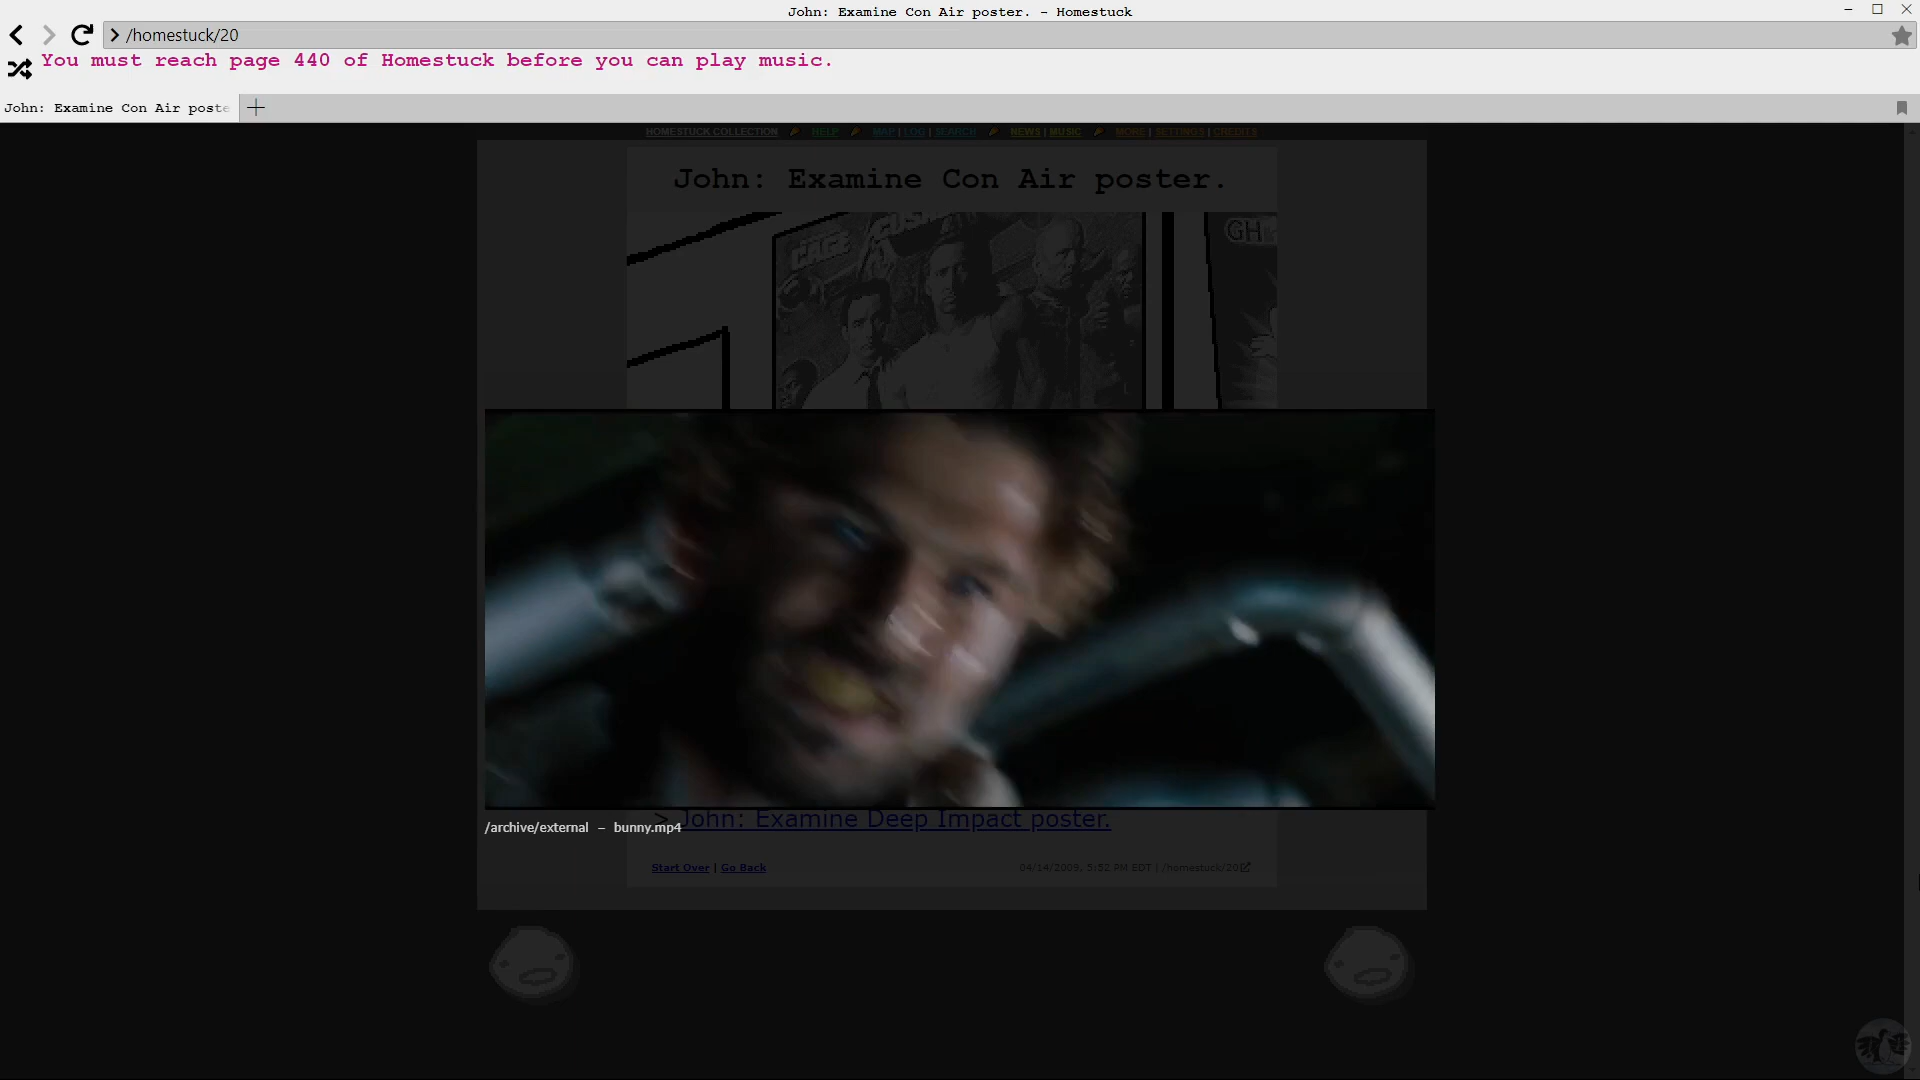 John: Examine Con Air poster. - Homestuck
/homestuck/20
You must reach page 440 of Homestuck before you can play music.
John: Examine Con Air poste
HOMESTUCK COLLECTION HELP MAP | LOG | SEARCH NEWS | MUSIC MORE | SETTINGS | CREDITS
John: Examine Con Air poster.
CAGE CUSA
GH
> John: Examine Deep Impact poster.
/archive/external – bunny.mp4
Start Over | Go Back
04/14/2009, 5:52 PM EDT | /homestuck/20